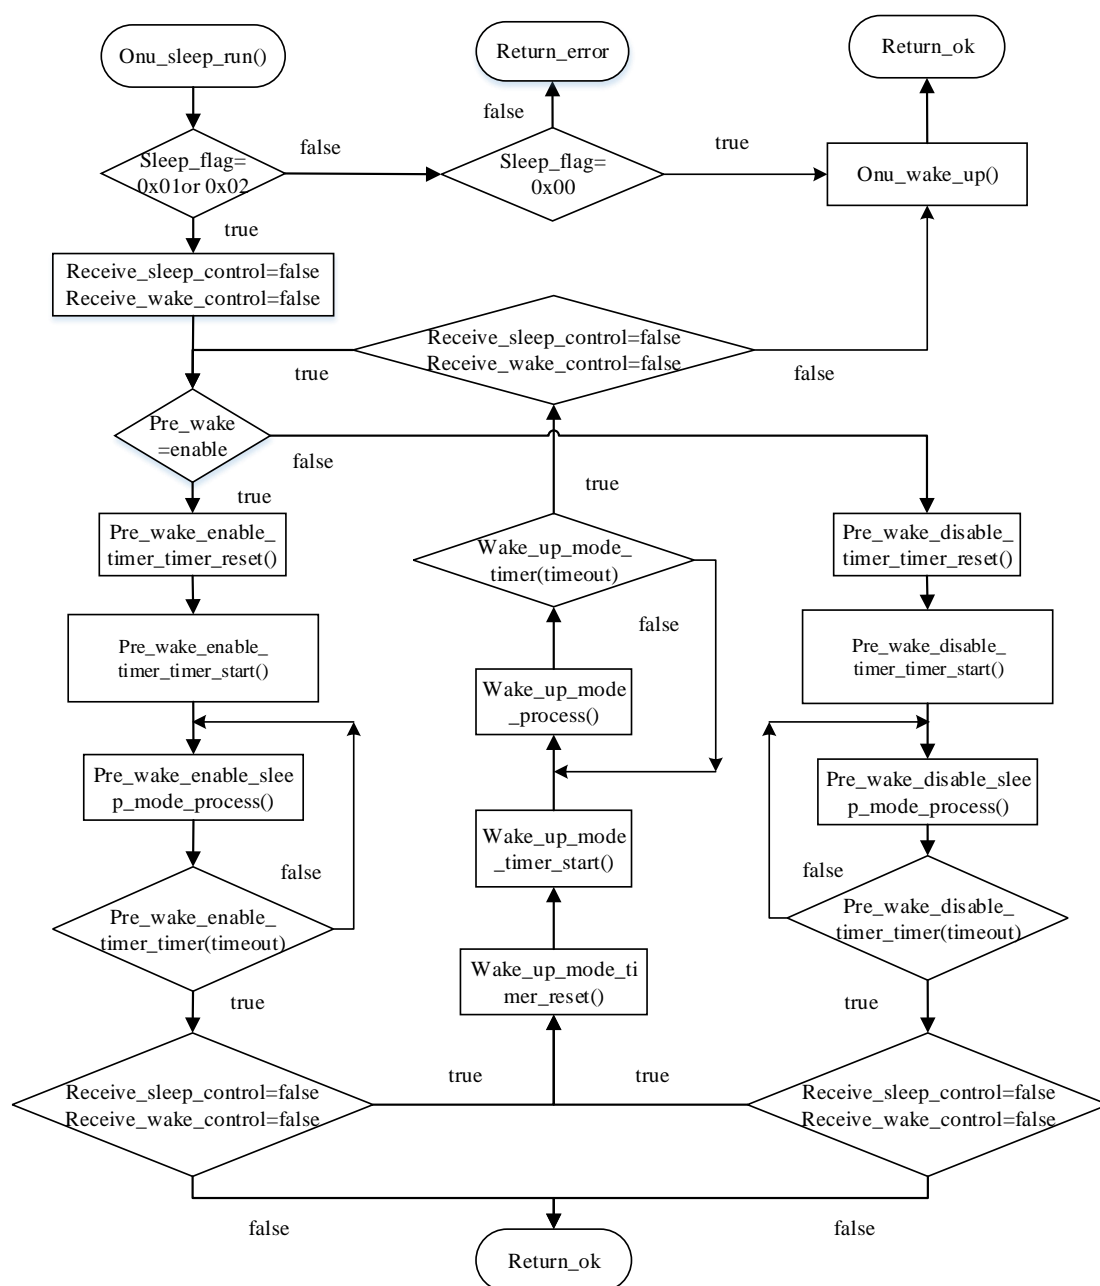 Onu_sleep_run()
Return_error
Return_ok
false
Sleep_flag=
0x01or 0x02
false
Sleep_flag=
0x00
true
Onu_wake_up()
true
Receive_sleep_control=false
Receive_wake_control=false
Receive_sleep_control=false
Receive_wake_control=false
true
false
Pre_wake
=enable
false
true
true
Pre_wake_enable_
timer_timer_reset()
Wake_up_mode_
timer(timeout)
Pre_wake_disable_
timer_timer_reset()
false
Pre_wake_enable_
timer_timer_start()
Pre_wake_disable_
timer_timer_start()
Wake_up_mode
_process()
Pre_wake_enable_slee
p_mode_process()
Pre_wake_disable_slee
p_mode_process()
Wake_up_mode
_timer_start()
false
false
Pre_wake_enable_
timer_timer(timeout)
Pre_wake_disable_
timer_timer(timeout)
Wake_up_mode_ti
mer_reset()
true
true
Receive_sleep_control=false
Receive_wake_control=false
true
true
Receive_sleep_control=false
Receive_wake_control=false
false
false
Return_ok